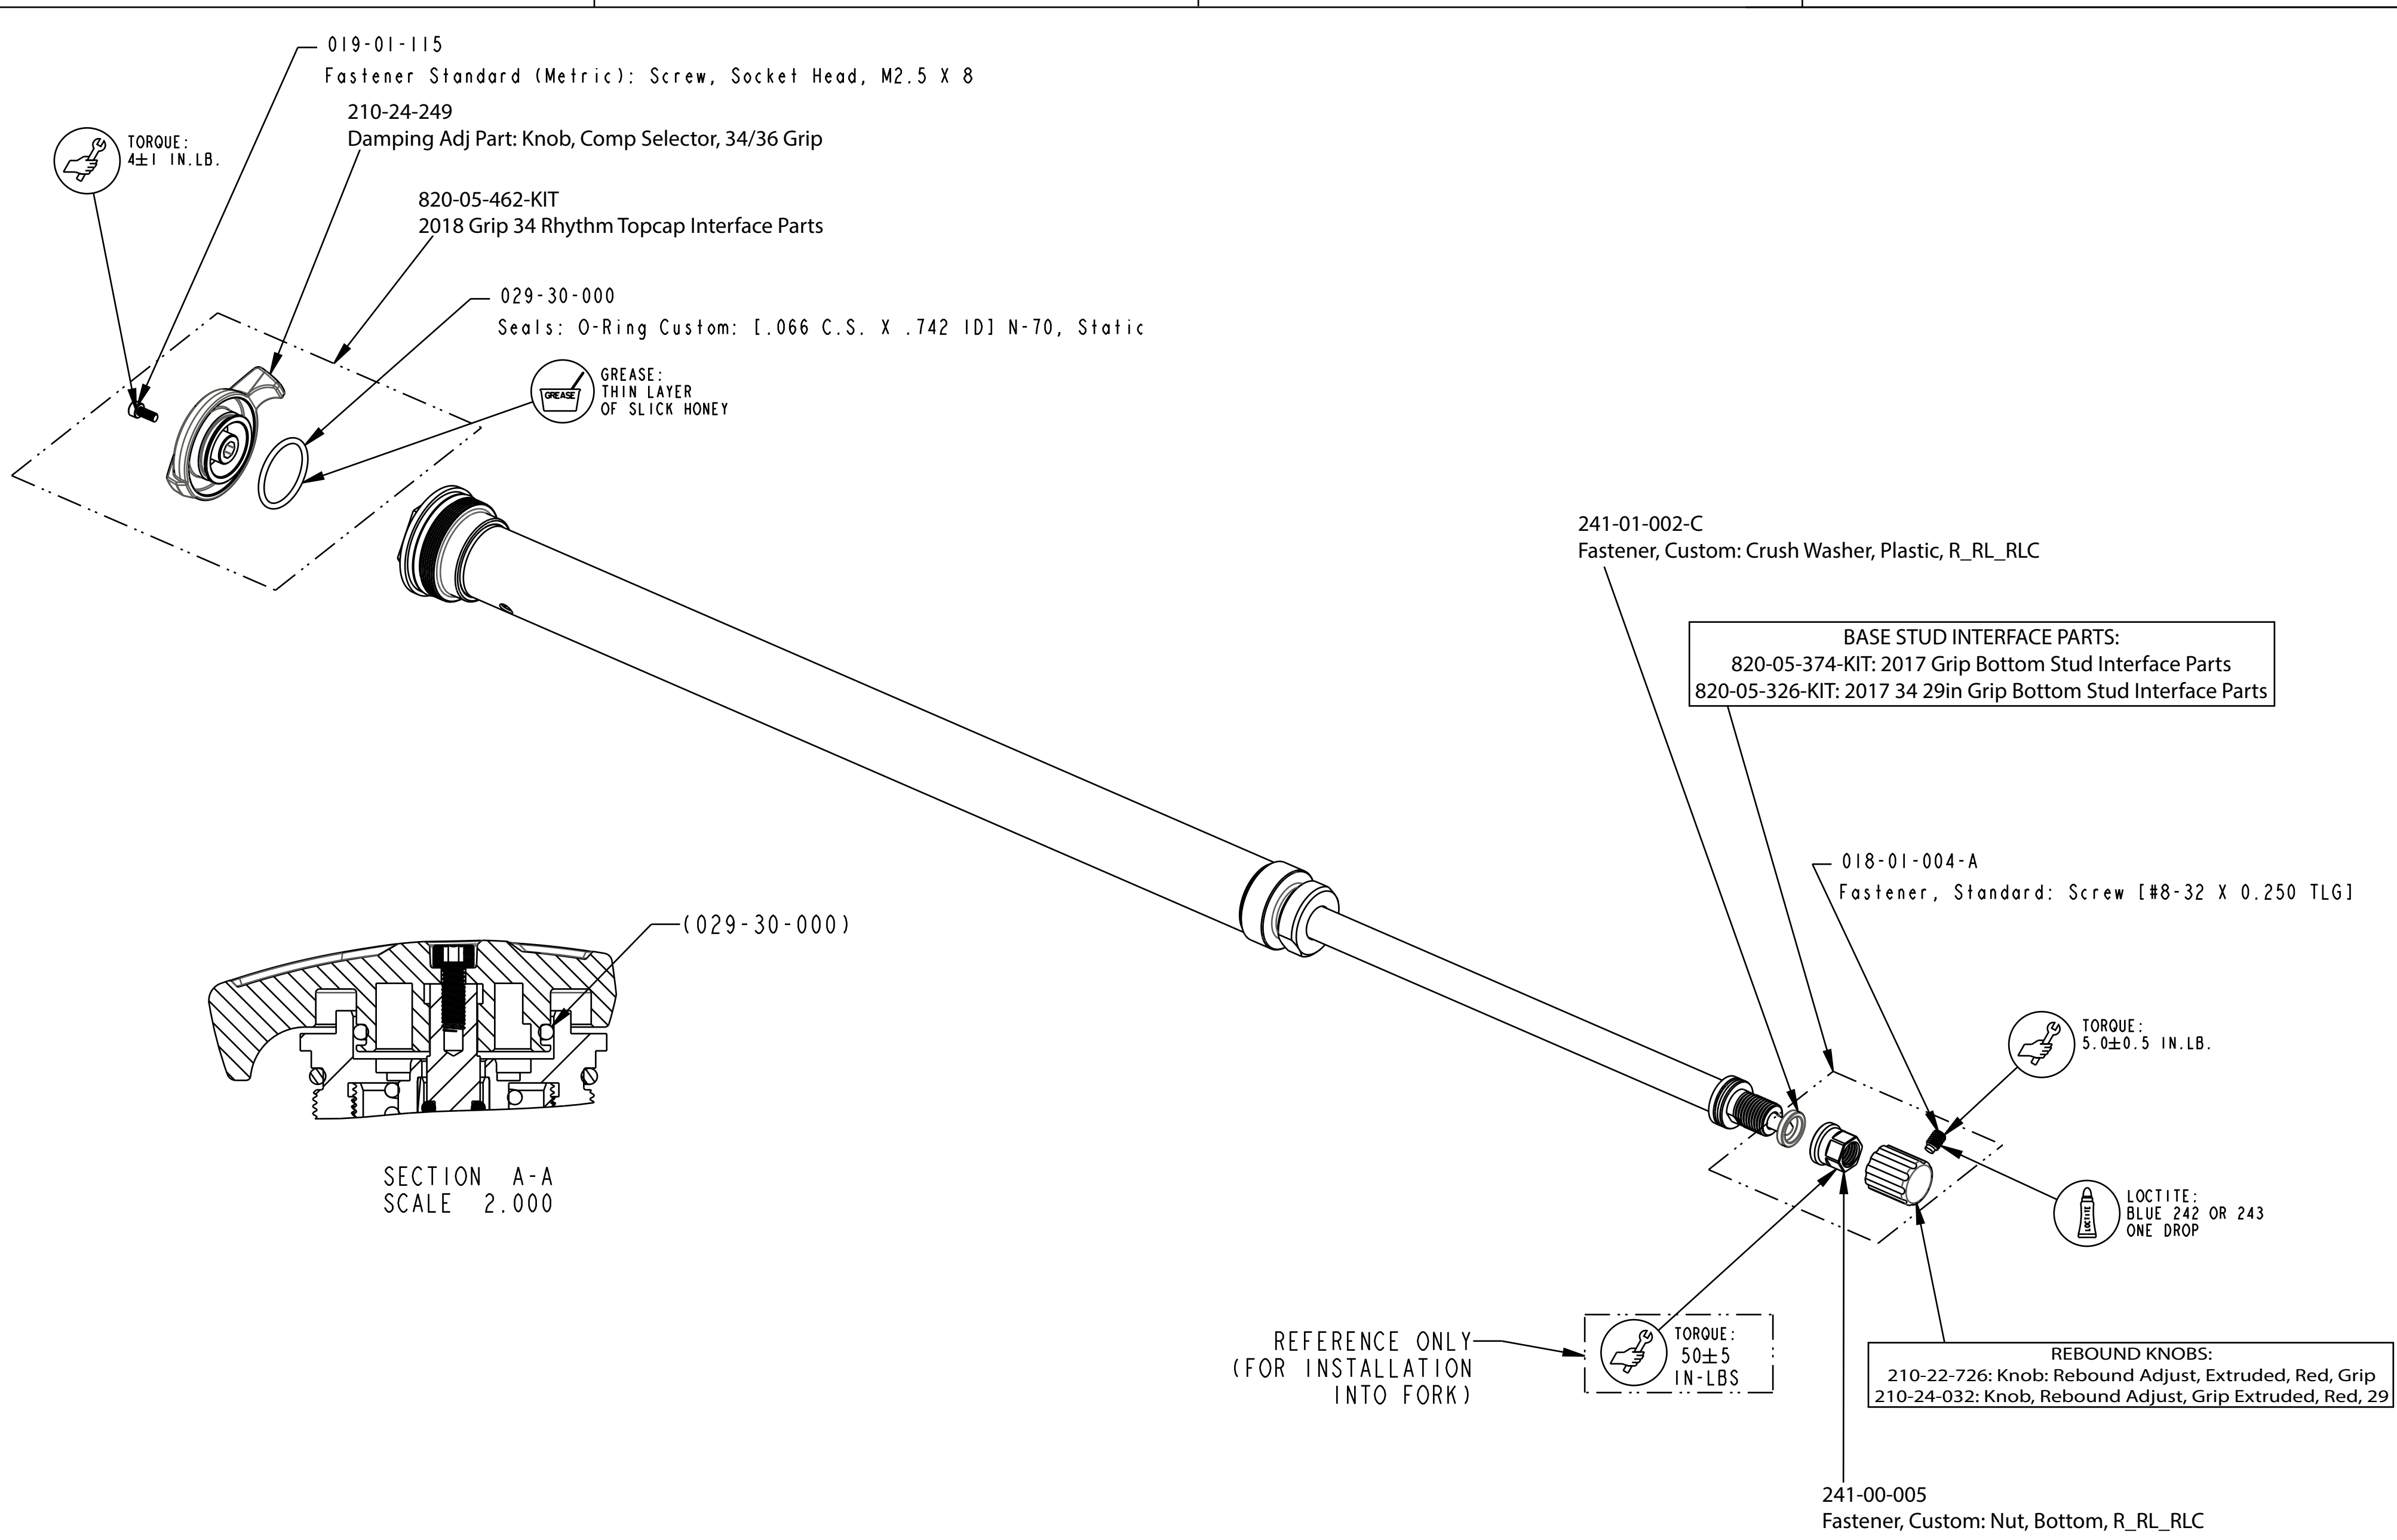 019-01-115
Fastener Standard (Metric): Screw, Socket Head, M2.5 X 8
210-24-249
Damping Adj Part: Knob, Comp Selector, 34/36 Grip
TORQUE:
4±1 IN.LB.
820-05-462-KIT
2018 Grip 34 Rhythm Topcap Interface Parts
029-30-000
Seals: O-Ring Custom: [.066 C.S. X .742 ID] N-70, Static
GREASE
GREASE:
THIN LAYER
OF SLICK HONEY
241-01-002-C
Fastener, Custom: Crush Washer, Plastic, R_RL_RLC
BASE STUD INTERFACE PARTS:
820-05-374-KIT: 2017 Grip Bottom Stud Interface Parts
820-05-326-KIT: 2017 34 29in Grip Bottom Stud Interface Parts
018-01-004-A
Fastener, Standard: Screw [#8-32 X 0.250 TLG]
(029-30-000)
TORQUE:
5.0±0.5 IN.LB.
SECTION A-A
SCALE 2.000
LOCTITE
LOCTITE:
BLUE 242 OR 243
ONE DROP
REFERENCE ONLY
(FOR INSTALLATION
INTO FORK)
TORQUE:
50±5
IN-LBS
REBOUND KNOBS:
210-22-726: Knob: Rebound Adjust, Extruded, Red, Grip
210-24-032: Knob, Rebound Adjust, Grip Extruded, Red, 29
241-00-005
Fastener, Custom: Nut, Bottom, R_RL_RLC